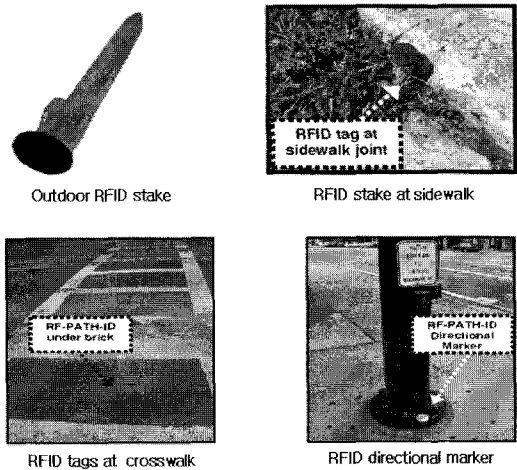 RFID tag at
sidewalk joint
Outdoor RFID stake
RFID stake at sidewalk
RF-PATH-ID
under brick
RF-PATH-ID
Directional
Marker
RFID tags at crosswalk
RFID directional marker